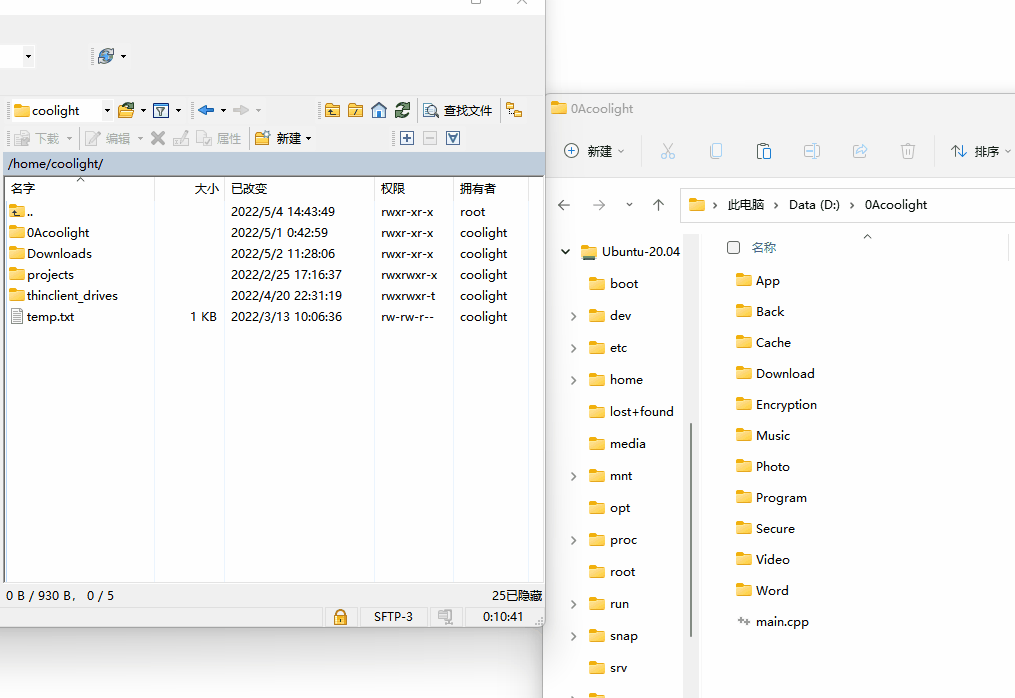 coolight
查找文件
下载
编辑
属性
新建
/home/coolight/
名字 大小 已改变 权限 拥有者
.. 2022/5/4 14:43:49 rwxr-xr-x root
0Acoolight 2022/5/1 0:42:59 rwxr-xr-x coolight
Downloads 2022/5/2 11:28:06 rwxr-xr-x coolight
projects 2022/2/25 17:16:37 rwxrwxr-x coolight
thinclient_drives 2022/4/20 22:31:19 rwxrwxr-t coolight
temp.txt 1 KB 2022/3/13 10:06:36 rw-rw-r-- coolight
0 B / 930 B， 0 / 5 25已隐藏
SFTP-3 0:10:41
0Acoolight
新建 排序
此电脑 › Data (D:) › 0Acoolight
Ubuntu-20.04
boot
dev
etc
home
lost+found
media
mnt
opt
proc
root
run
snap
srv
名称
App
Back
Cache
Download
Encryption
Music
Photo
Program
Secure
Video
Word
main.cpp